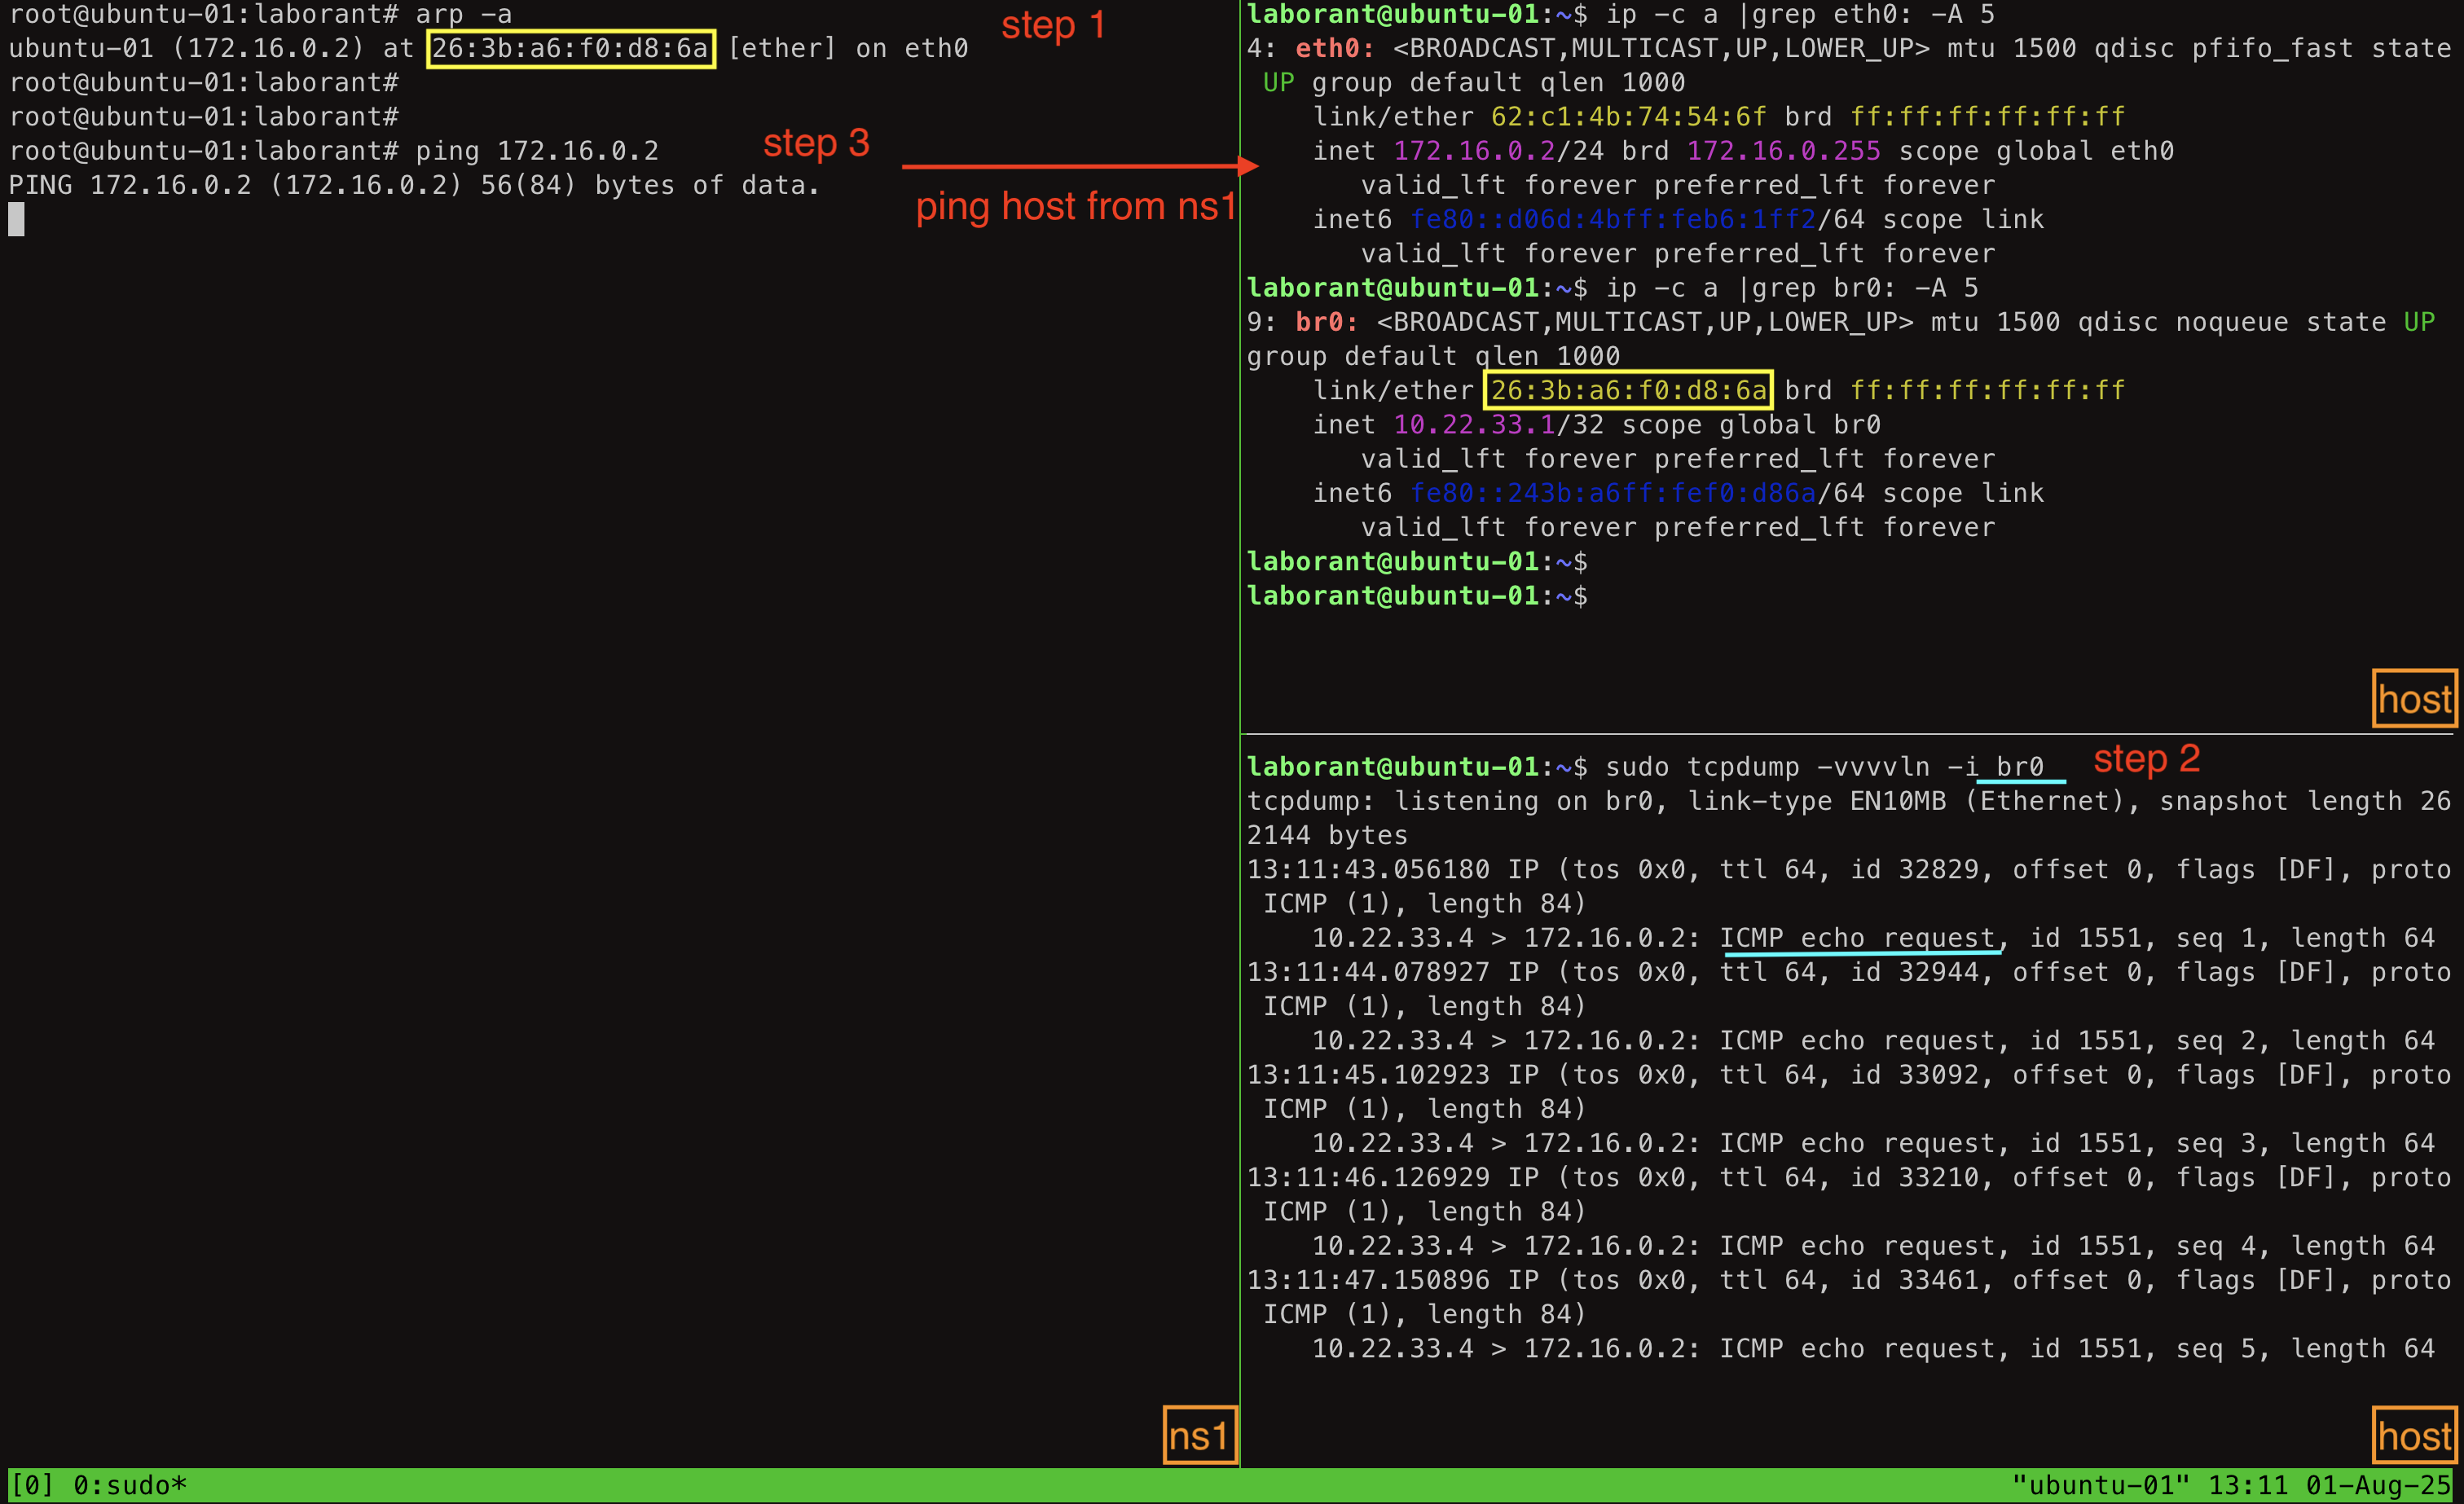 root@ubuntu-01:laborant# arp -a
step 1
ubuntu-01 (172.16.0.2) at 26:3b:a6:f0:d8:6a [ether] on eth0
root@ubuntu-01:laborant#
root@ubuntu-01:laborant#
root@ubuntu-01:laborant# ping 172.16.0.2
step 3
PING 172.16.0.2 (172.16.0.2) 56(84) bytes of data.
ping host from ns1
ns1
laborant@ubuntu-01:~$ ip -c a |grep eth0: -A 5
4: eth0: <BROADCAST,MULTICAST,UP,LOWER_UP> mtu 1500 qdisc pfifo_fast state
UP group default qlen 1000
link/ether 62:c1:4b:74:54:6f brd ff:ff:ff:ff:ff:ff
inet 172.16.0.2/24 brd 172.16.0.255 scope global eth0
valid_lft forever preferred_lft forever
inet6 fe80::d06d:4bff:feb6:1ff2/64 scope link
valid_lft forever preferred_lft forever
laborant@ubuntu-01:~$ ip -c a |grep br0: -A 5
9: br0: <BROADCAST,MULTICAST,UP,LOWER_UP> mtu 1500 qdisc noqueue state UP
group default qlen 1000
link/ether 26:3b:a6:f0:d8:6a brd ff:ff:ff:ff:ff:ff
inet 10.22.33.1/32 scope global br0
valid_lft forever preferred_lft forever
inet6 fe80::243b:a6ff:fef0:d86a/64 scope link
valid_lft forever preferred_lft forever
laborant@ubuntu-01:~$
laborant@ubuntu-01:~$
host
laborant@ubuntu-01:~$ sudo tcpdump -vvvvln -i br0
step 2
tcpdump: listening on br0, link-type EN10MB (Ethernet), snapshot length 26
2144 bytes
13:11:43.056180 IP (tos 0x0, ttl 64, id 32829, offset 0, flags [DF], proto
ICMP (1), length 84)
10.22.33.4 > 172.16.0.2: ICMP echo request, id 1551, seq 1, length 64
13:11:44.078927 IP (tos 0x0, ttl 64, id 32944, offset 0, flags [DF], proto
ICMP (1), length 84)
10.22.33.4 > 172.16.0.2: ICMP echo request, id 1551, seq 2, length 64
13:11:45.102923 IP (tos 0x0, ttl 64, id 33092, offset 0, flags [DF], proto
ICMP (1), length 84)
10.22.33.4 > 172.16.0.2: ICMP echo request, id 1551, seq 3, length 64
13:11:46.126929 IP (tos 0x0, ttl 64, id 33210, offset 0, flags [DF], proto
ICMP (1), length 84)
10.22.33.4 > 172.16.0.2: ICMP echo request, id 1551, seq 4, length 64
13:11:47.150896 IP (tos 0x0, ttl 64, id 33461, offset 0, flags [DF], proto
ICMP (1), length 84)
10.22.33.4 > 172.16.0.2: ICMP echo request, id 1551, seq 5, length 64
host
[0] 0:sudo*
"ubuntu-01" 13:11 01-Aug-25